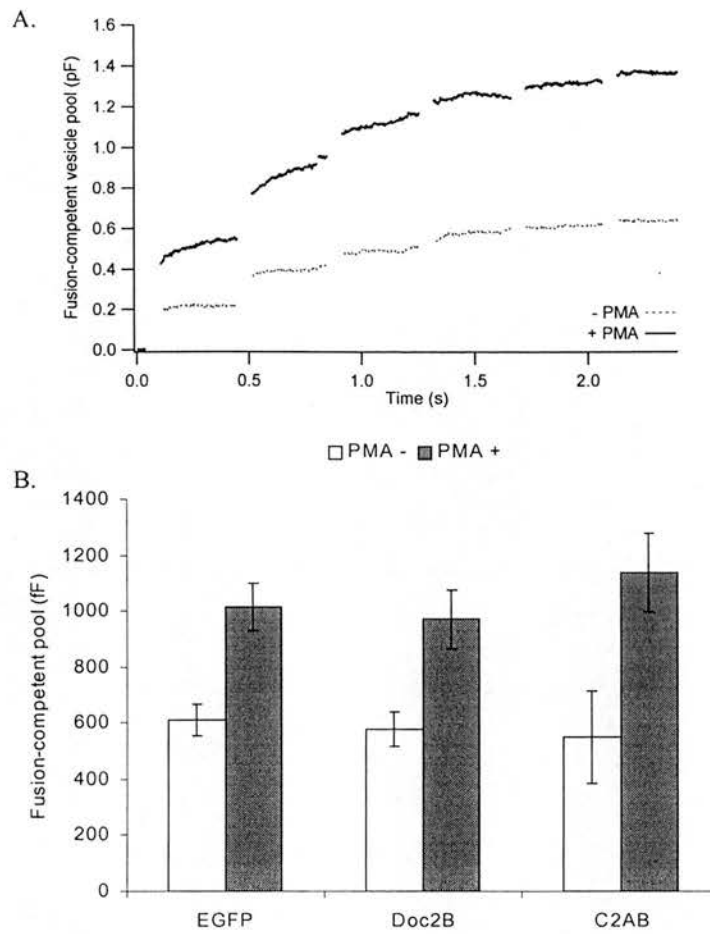 A.
Fusion-competent vesicle pool (pF)
1.6
1.4
1.2
1.0
0.8
0.6
0.4
0.2
0.0
- PMA
+ PMA
0.0
0.5
1.0
1.5
2.0
Time (s)
PMA - PMA +
B.
Fusion-competent pool (fF)
1400
1200
1000
800
600
400
200
0
EGFP
Doc2B
C2AB